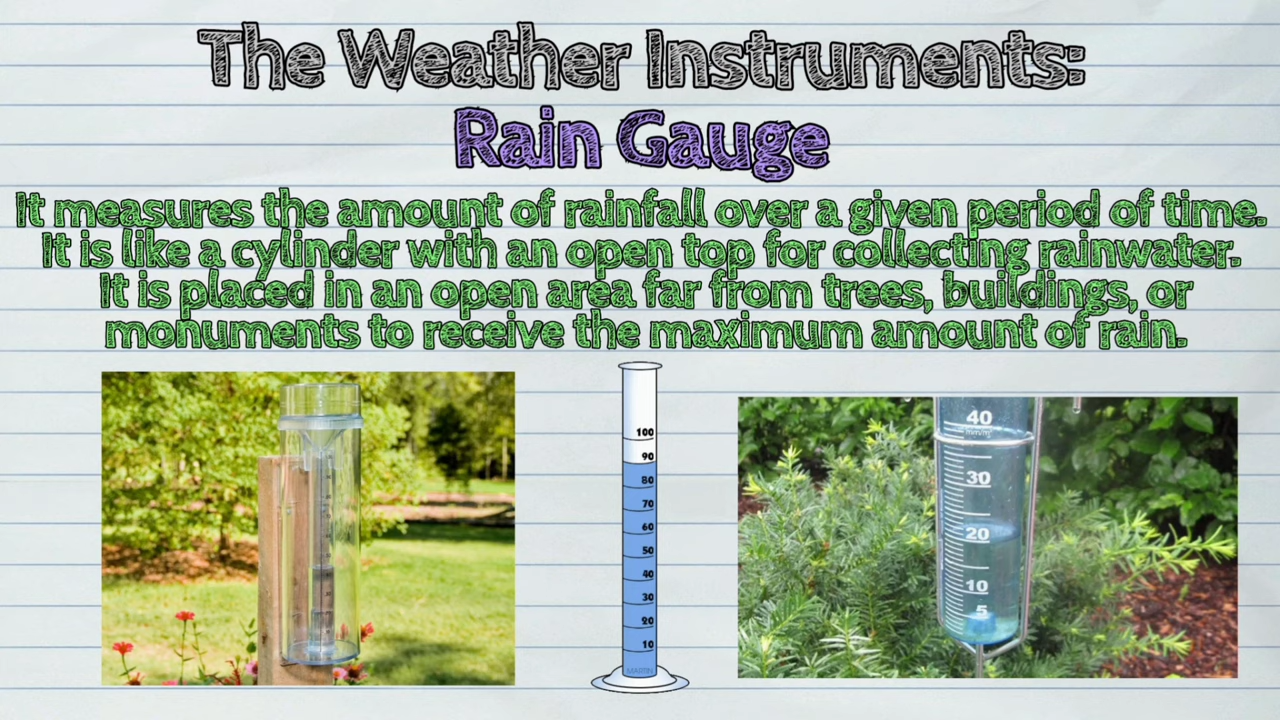 The Weather Instruments:
Rain Gauge
It measures the amount of rainfall over a given period of time.
It is like a cylinder with an open top for collecting rainwater.
It is placed in an open area far from trees, buildings, or
monuments to receive the maximum amount of rain.
100
90
80
70
60
50
40
30
20
10
MARTIN
40
30
20
10
5